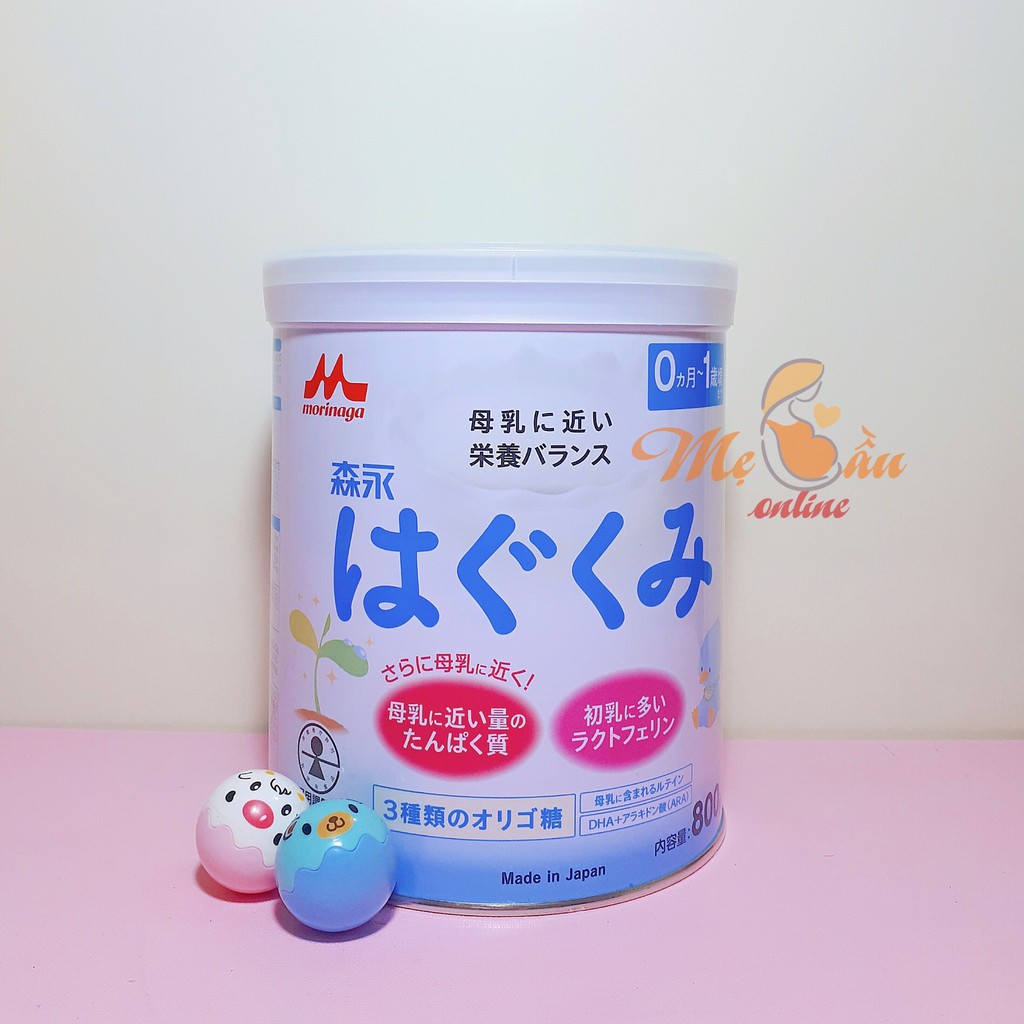 morinaga
0ヵ月~1歳頃
母乳に近い
栄養バランス
Mẹ Bầu
online
森永
はぐくみ
さらに母乳に近く!
母乳に近い量の
たんぱく質
初乳に多い
ラクトフェリン
3種類のオリゴ糖
母乳に含まれるルテイン
DHA+アラキドン酸(ARA)
内容量:800
Made in Japan